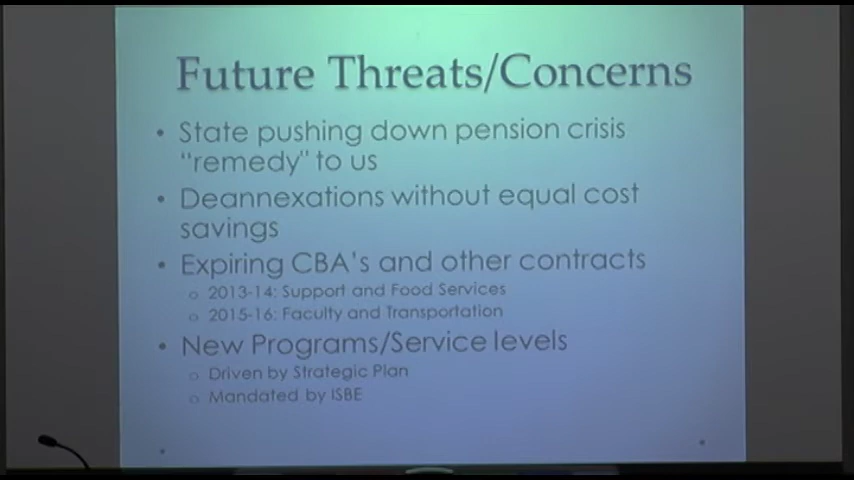 Future Threats/Concerns
• State pushing down pension crisis
"remedy" to us
• Deannexations without equal cost
savings
• Expiring CBA's and other contracts
o 2013-14: Support and Food Services
o 2015-16: Faculty and Transportation
• New Programs/Service levels
o Driven by Strategic Plan
o Mandated by ISBE